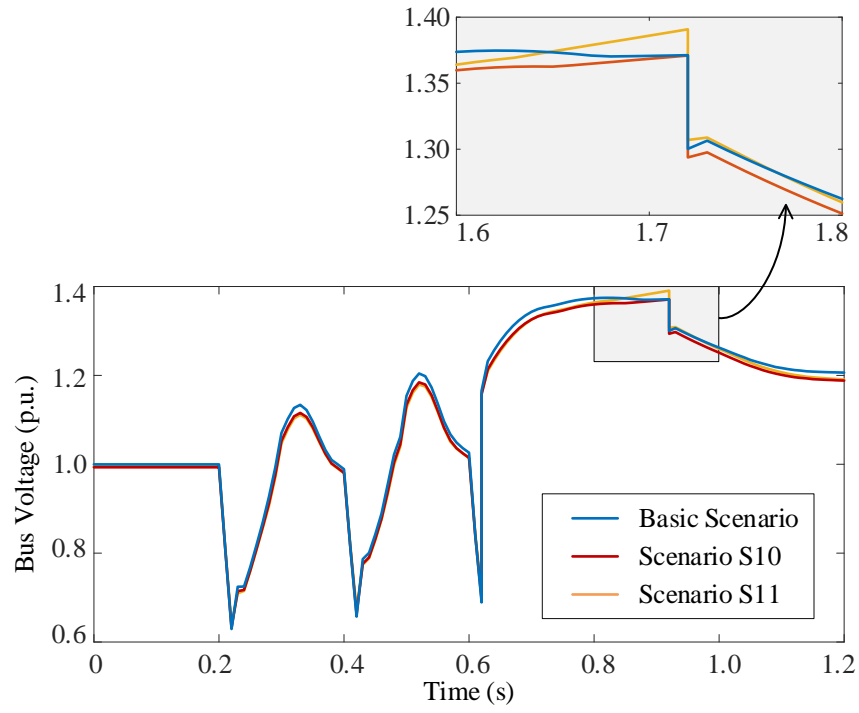 1.40
1.35
1.30
1.25
1.6 1.7 1.8
1.4
1.2
1.0
0.8
0.6
Bus Voltage (p.u.)
Basic Scenario
Scenario S10
Scenario S11
0 0.2 0.4 0.6 0.8 1.0 1.2
Time (s)